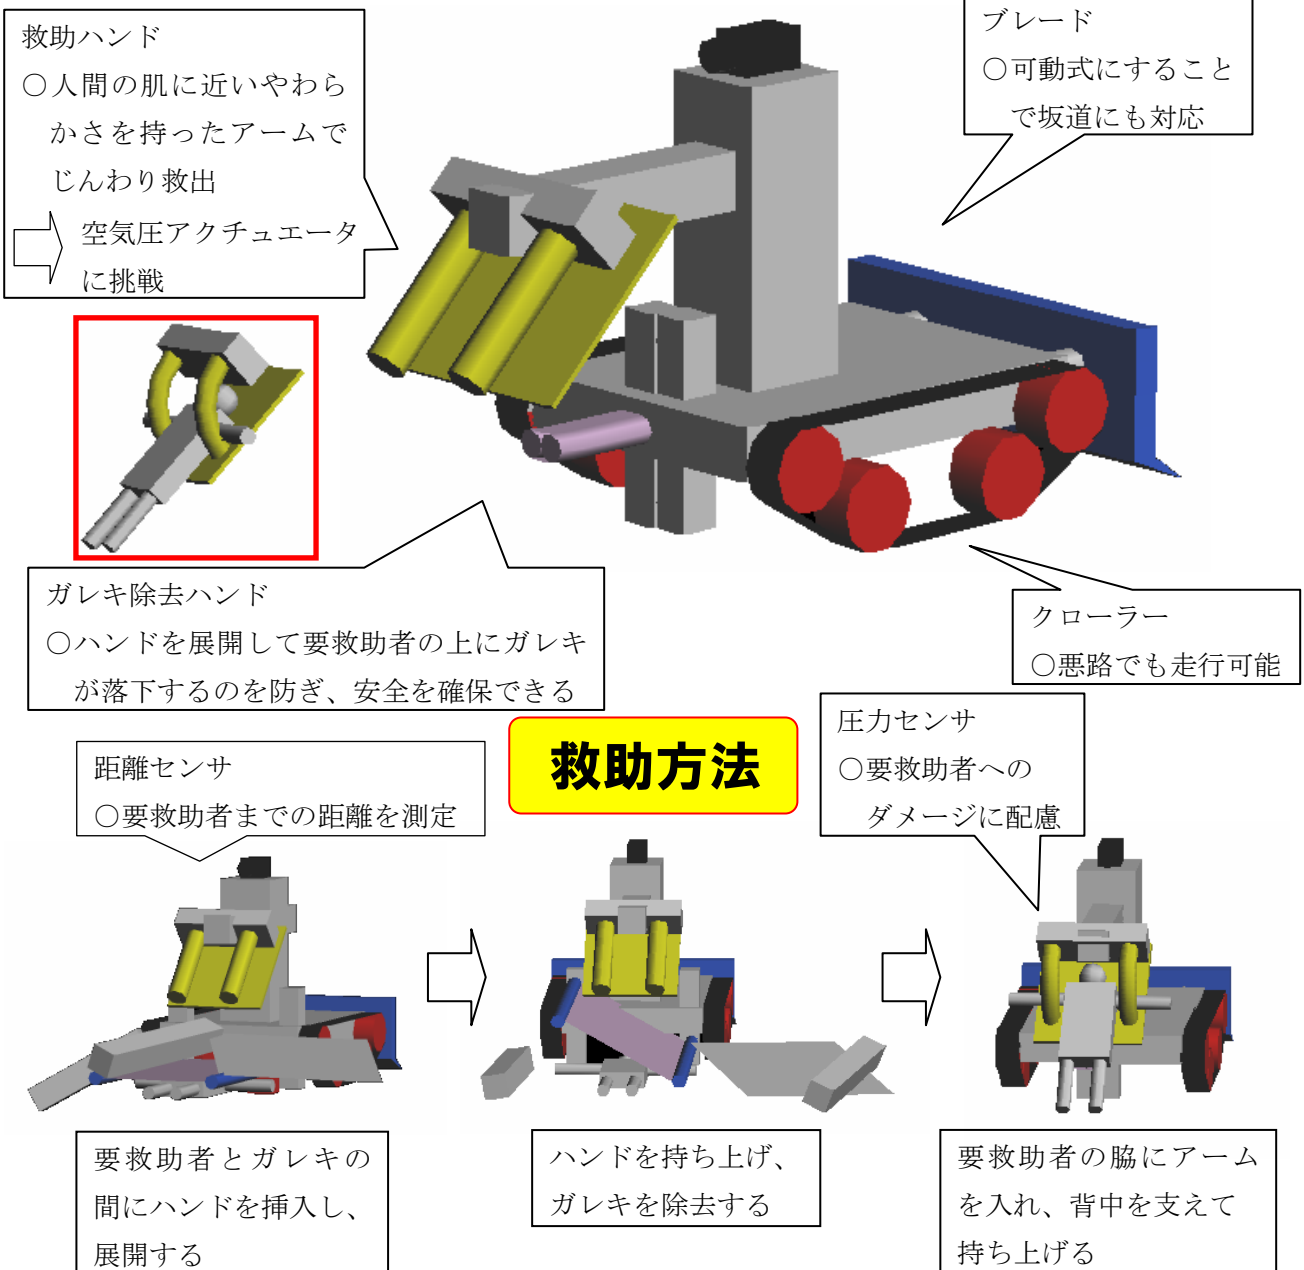 救助ハンド
○人間の肌に近いやわら
かさを持ったアームで
じんわり救出
空気圧アクチュエータ
に挑戦
ブレード
○可動式にすること
で坂道にも対応
ガレキ除去ハンド
○ハンドを展開して要救助者の上にガレキ
が落下するのを防ぎ、安全を確保できる
クローラー
○悪路でも走行可能
救助方法
距離センサ
○要救助者までの距離を測定
圧力センサ
○要救助者への
ダメージに配慮
要救助者とガレキの
間にハンドを挿入し、
展開する
ハンドを持ち上げ、
ガレキを除去する
要救助者の脇にアーム
を入れ、背中を支えて
持ち上げる